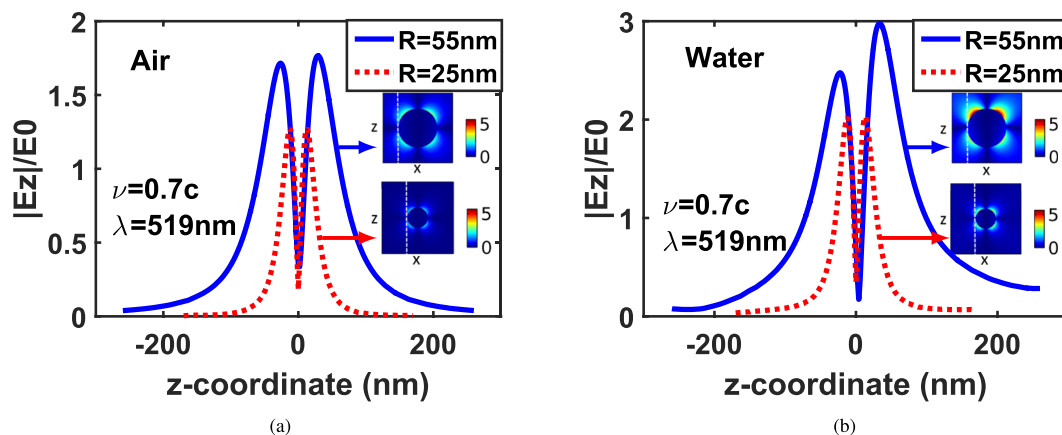 2
1.5
1
0.5
0
|Ez|/E0
Air
R=55nm
R=25nm
z
x
5
0
z
x
5
0
ν=0.7c
λ=519nm
-200
0
200
z-coordinate (nm)
(a)
3
2
1
0
|Ez|/E0
Water
R=55nm
R=25nm
z
x
5
0
z
x
5
0
ν=0.7c
λ=519nm
-200
0
200
z-coordinate (nm)
(b)